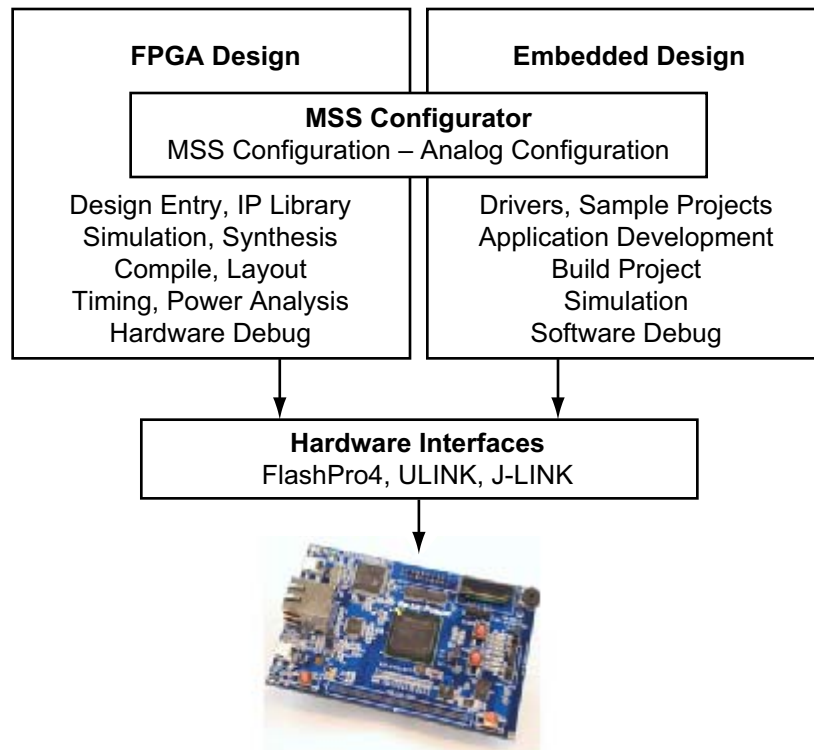 FPGA Design
Embedded Design
MSS Configurator
MSS Configuration – Analog Configuration
Design Entry, IP Library
Simulation, Synthesis
Compile, Layout
Timing, Power Analysis
Hardware Debug
Drivers, Sample Projects
Application Development
Build Project
Simulation
Software Debug
Hardware Interfaces
FlashPro4, ULINK, J-LINK